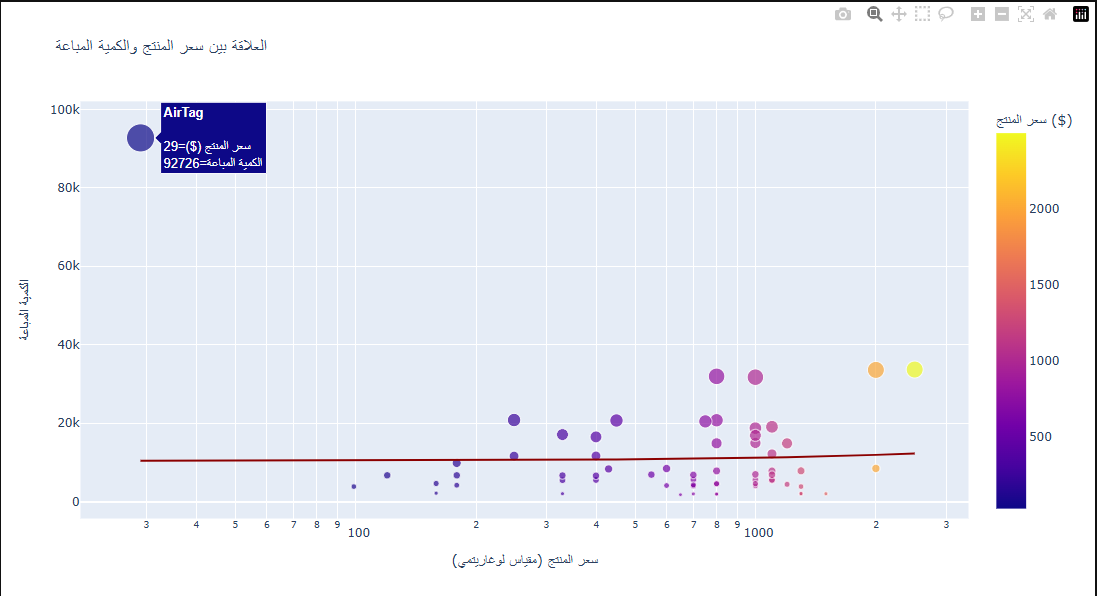 العلاقة بين سعر المنتج والكمية المباعة
AirTag
سعر المنتج ($)=29
الكمية المباعة=92726
100k
80k
60k
40k
20k
0
الكمية المباعة
3 4 5 6 7 8 9 100 2 3 4 5 6 7 8 9 1000 2 3
سعر المنتج (مقياس لوغاريتمي)
سعر المنتج ($)
2000
1500
1000
500